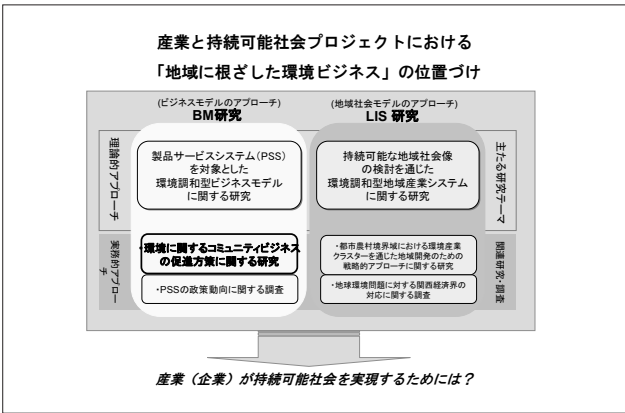 産業と持続可能社会プロジェクトにおける
「地域に根ざした環境ビジネス」の位置づけ
(ビジネスモデルのアプローチ)
BM研究
(地域社会モデルのアプローチ)
LIS 研究
理論的アプローチ
製品サービスシステム(PSS)
を対象とした
環境調和型ビジネスモデル
に関する研究
持続可能な地域社会像
の検討を通じた
環境調和型地域産業システム
に関する研究
主たる研究テーマ
実務的アプローチ
・環境に関するコミュニティビジネス
の促進方策に関する研究
・PSSの政策動向に関する調査
・都市農村境界域における環境産業
クラスターを通じた地域開発のための
戦略的アプローチに関する研究
・地球環境問題に対する関西経済界の
対応に関する調査
関連研究・調査
産業（企業）が持続可能社会を実現するためには？